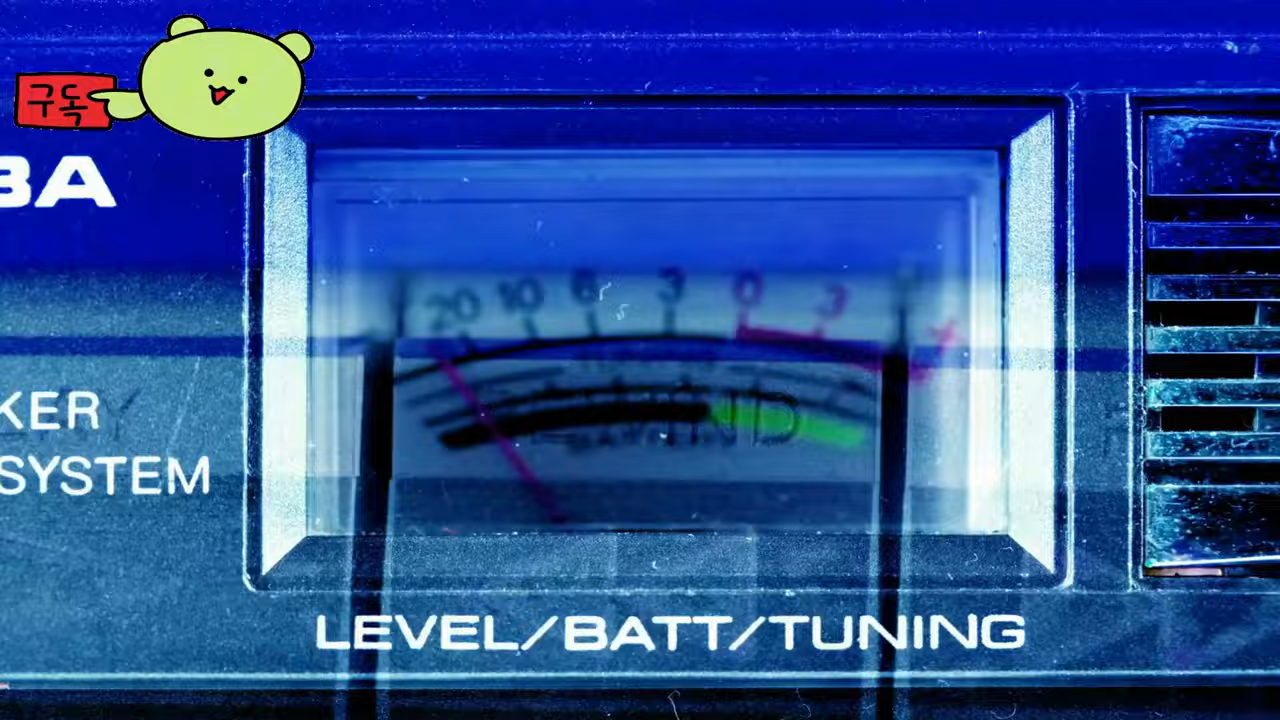 구독
BA
20 10 6 3 0 3
KER
SYSTEM
LEVEL/BATT/TUNING